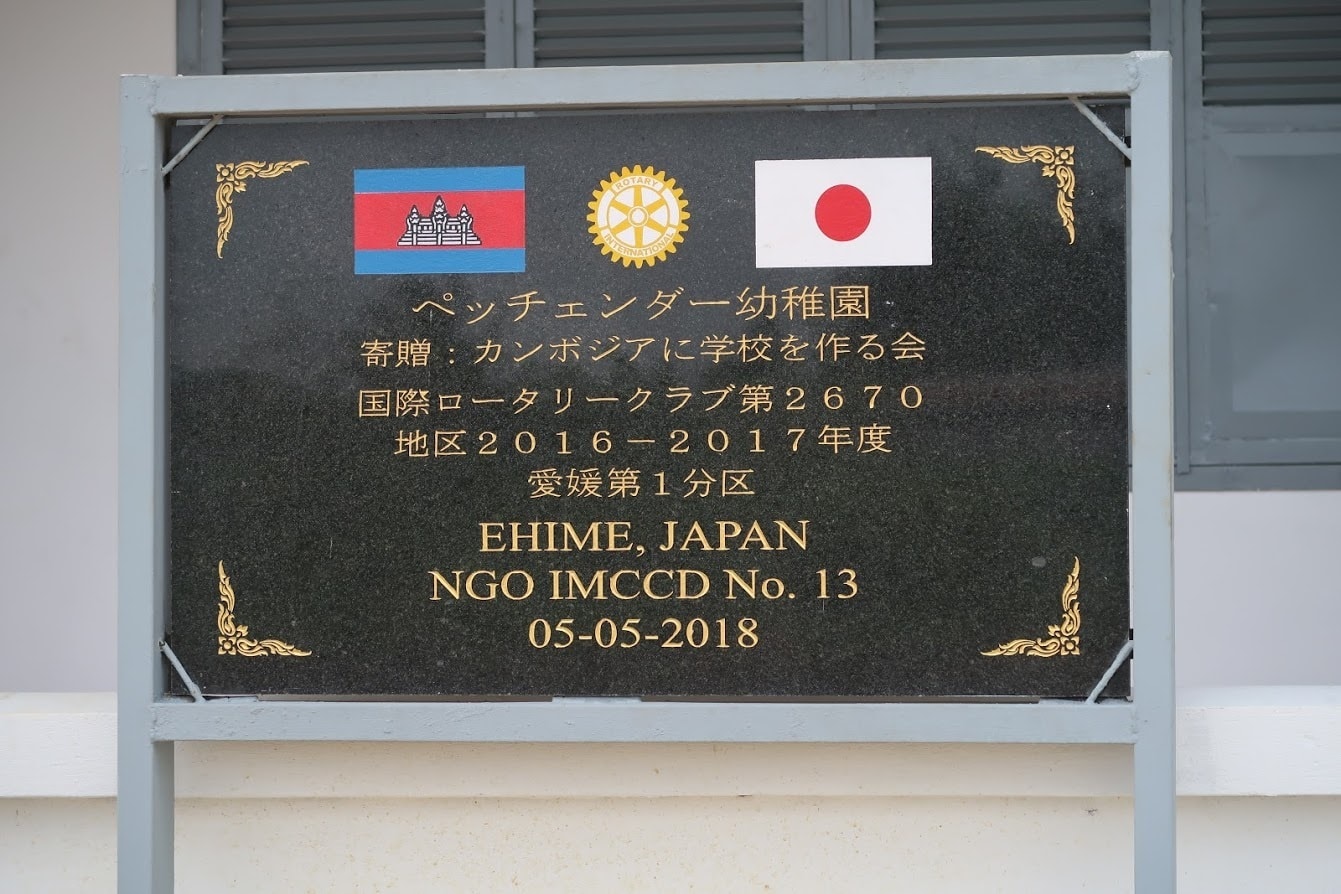 ROTARY
INTERNATIONAL
ペッチェンダー幼稚園
寄贈：カンボジアに学校を作る会
国際ロータリークラブ第２６７０
地区２０１６－２０１７年度
愛媛第１分区
EHIME, JAPAN
NGO IMCCD No. 13
05-05-2018